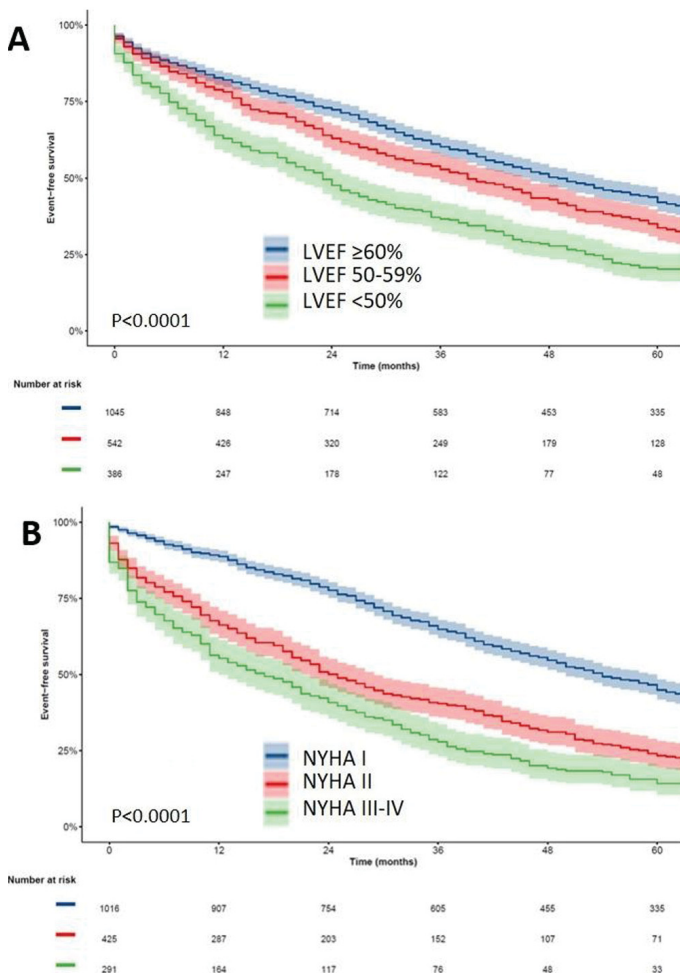 A
100%
75%
50%
25%
0%
Event-free survival
LVEF ≥60%
LVEF 50-59%
LVEF <50%
P<0.0001
0 12 24 36 48 60
Time (months)
Number at risk
1045 848 714 583 453 335
542 426 320 249 179 128
386 247 178 122 77 48
B
100%
75%
50%
25%
0%
Event-free survival
NYHA I
NYHA II
NYHA III-IV
P<0.0001
0 12 24 36 48 60
Time (months)
Number at risk
1016 907 754 605 455 335
425 287 203 152 107 71
291 164 117 76 48 33